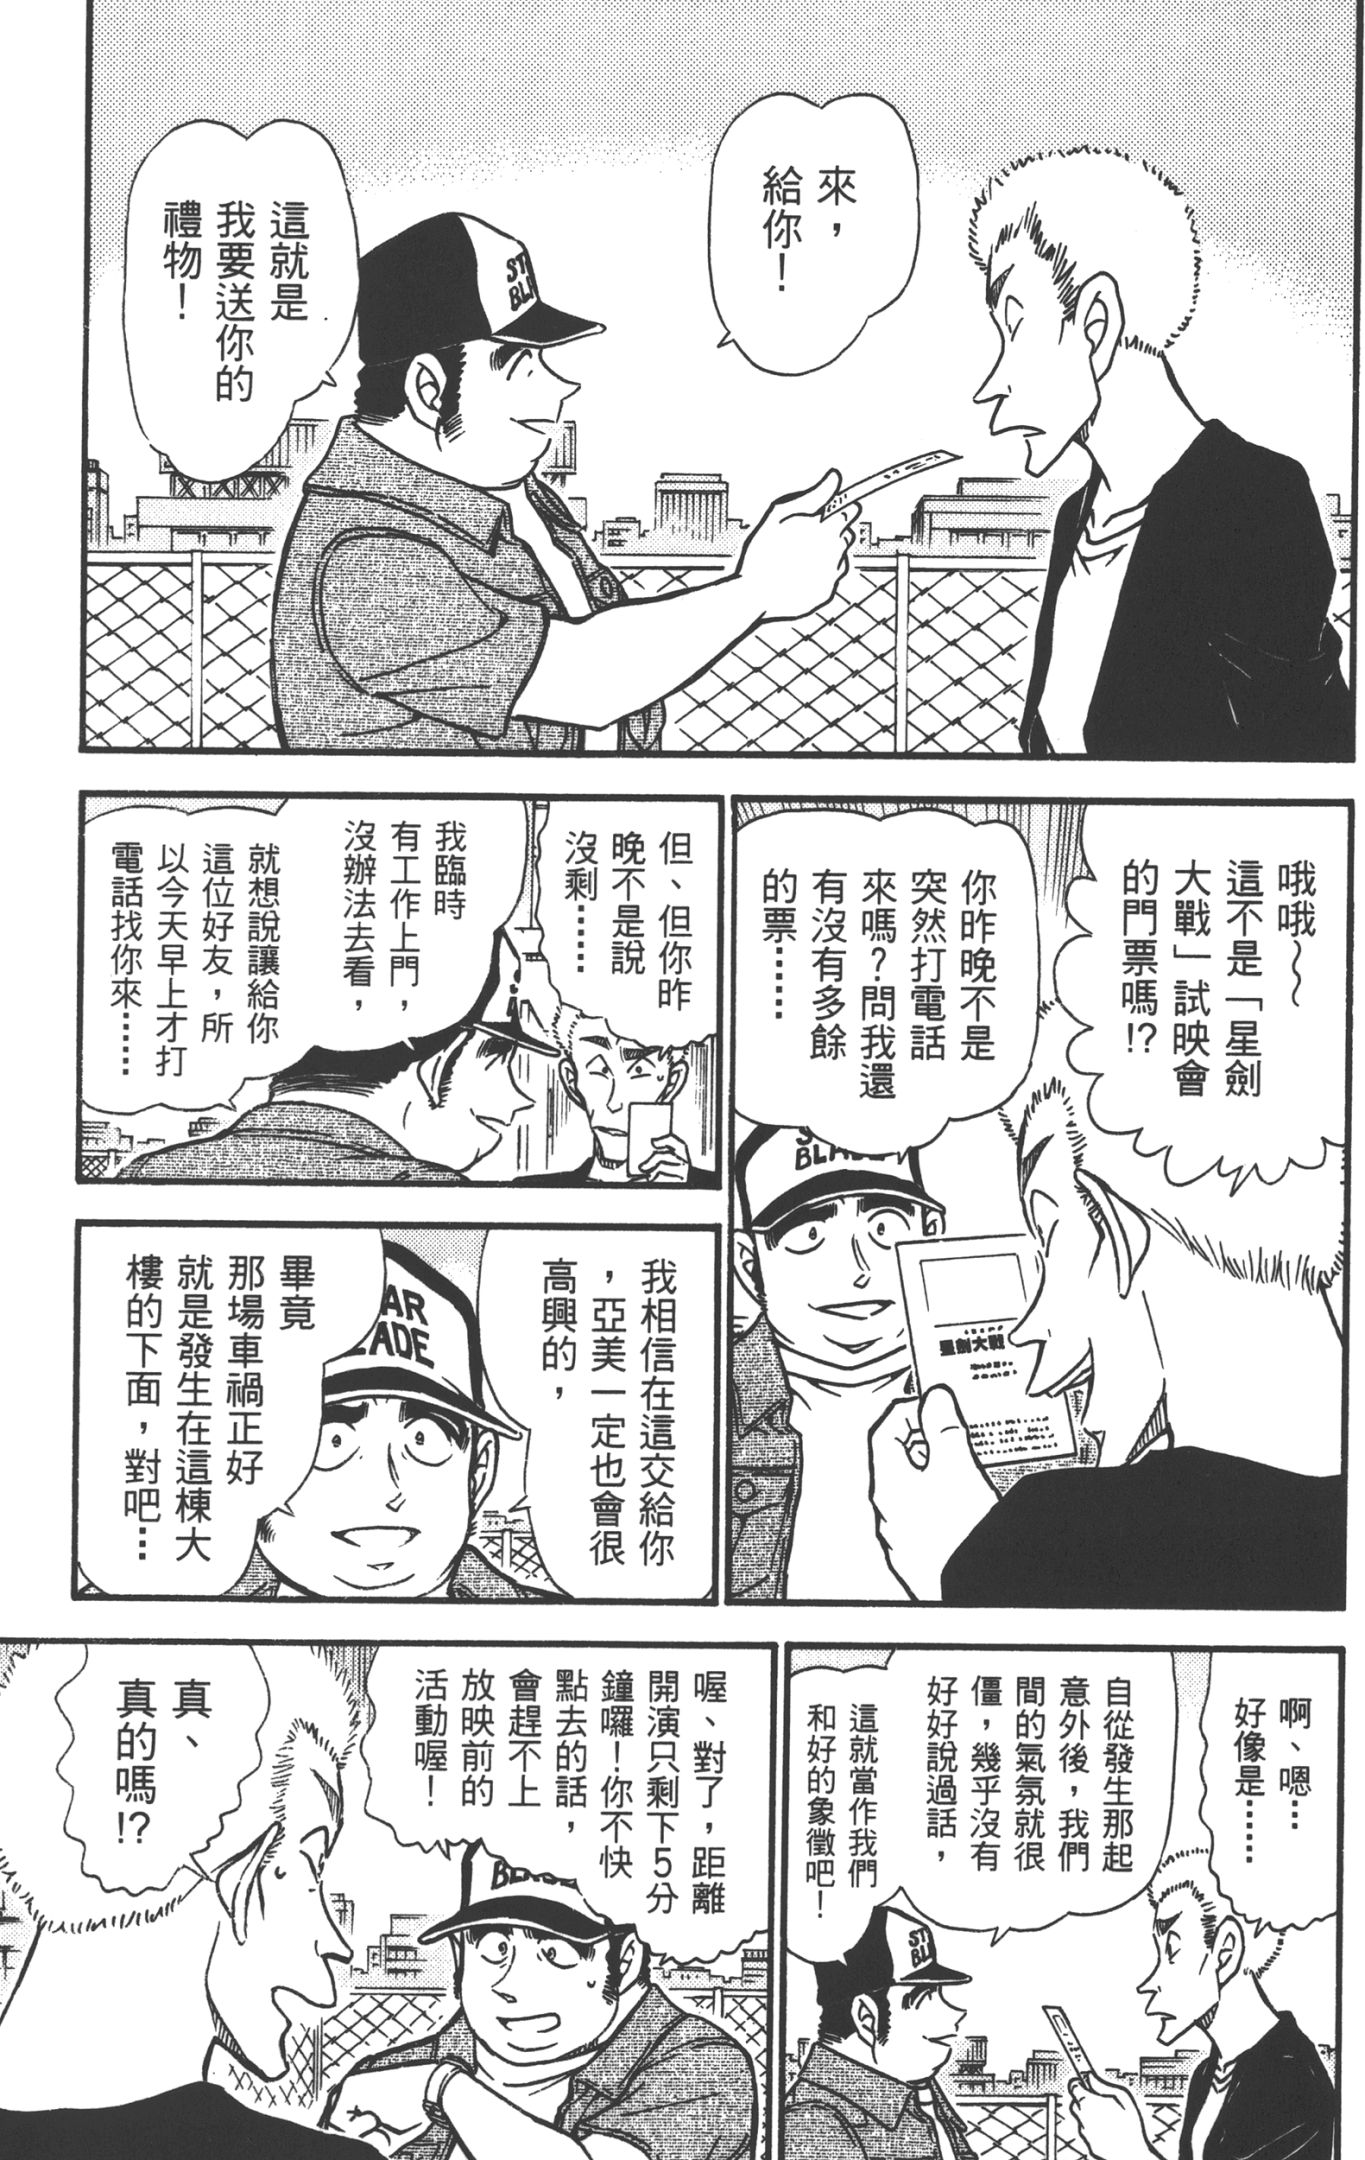 來，
給你！
這就是
我要送你的
禮物！
ST
BL
哦哦～
這不是「星劍
大戰」試映會
的門票嗎!?
你昨晚不是
突然打電話
來嗎？問我還
有沒有多餘
的票……
BLADE
星劍大戰
但、但你昨
晚不是說
沒剩……
我臨時
有工作上門，
沒辦法去看，
就想說讓給你
這位好友，所
以今天早上才打
電話找你來……
我相信在這交給你
，亞美一定也會很
高興的，
畢竟
那場車禍正好
就是發生在這棟大
樓的下面，對吧…
AR
EADE
啊、嗯…
好像是……
自從發生那起
意外後，我們
間的氣氛就很
僵，幾乎沒有
好好說過話，
這就當作我們
和好的象徵吧！
ST
BL
喔、對了，距離
開演只剩下5分
鐘囉！你不快
點去的話，
會趕不上
放映前的
活動喔！
BLADE
真、
真的嗎!?